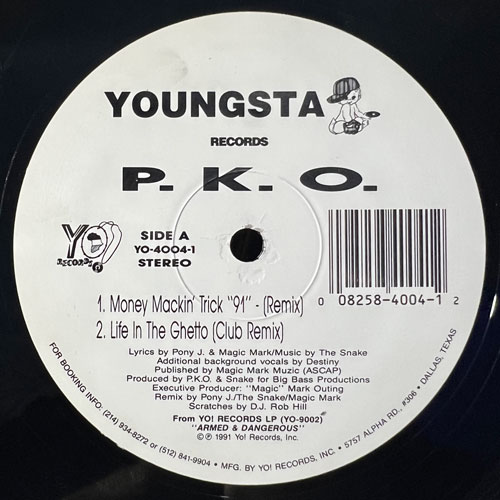 YOUNGSTA
RECORDS
P. K. O.
YO!
RECORDS
SIDE A
YO-4004-1
STEREO
0 08258-4004-1 2
1. Money Mackin' Trick "91" - (Remix)
2. Life In The Ghetto (Club Remix)
Lyrics by Pony J. & Magic Mark/Music by The Snake
Additional background vocals by Destiny
Published by Magic Mark Muzic (ASCAP)
Produced by P.K.O. & Snake for Big Bass Productions
Executive Producer: "Magic" Mark Outing
Remix by Pony J./The Snake/Magic Mark
Scratches by D.J. Rob Hill
From YO! RECORDS LP (YO-9002)
"ARMED & DANGEROUS"
©℗ 1991 Yo! Records, Inc.
FOR BOOKING INFO. (214) 934-8272 or (512) 841-9904 • MFG. BY YO! RECORDS, INC. • 5757 ALPHA RD., #306 • DALLAS, TEXAS